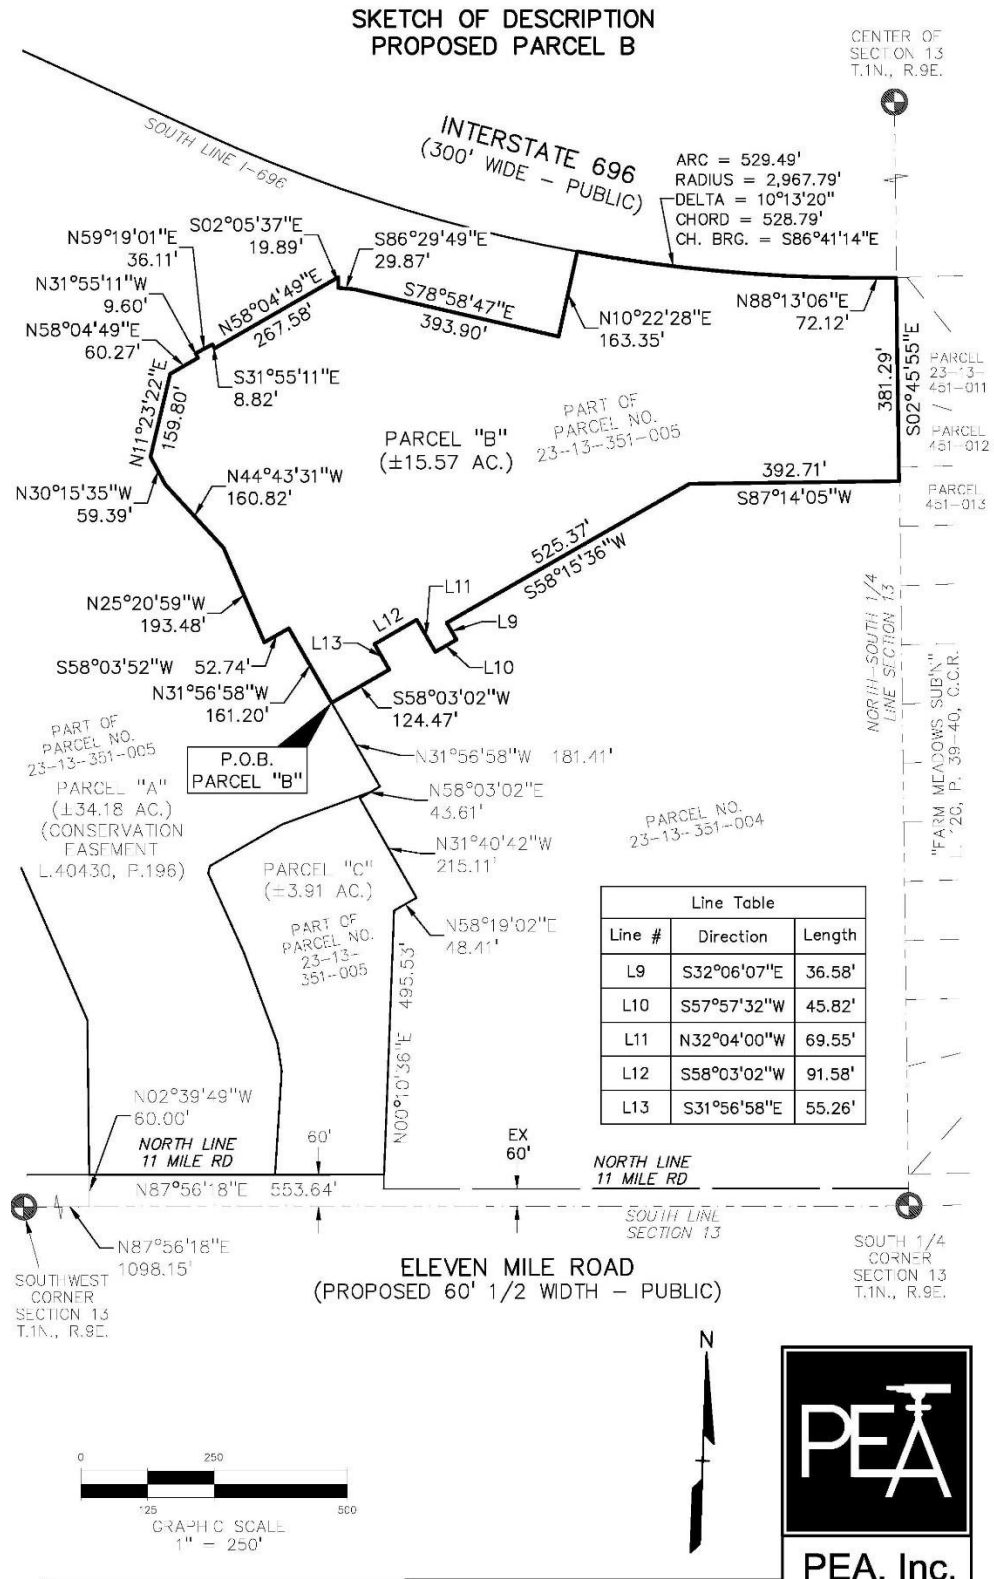 SKETCH OF DESCRIPTION
PROPOSED PARCEL B
CENTER OF
SECTION 13
T.1N., R.9E.
SOUTH LINE I-696
INTERSTATE 696
(300' WIDE - PUBLIC)
ARC = 529.49'
RADIUS = 2,967.79'
DELTA = 10°13'20"
CHORD = 528.79'
CH. BRG. = S86°41'14"E
S02°05'37"E
19.89'
N59°19'01"E
36.11'
S86°29'49"E
29.87'
N31°55'11"W
9.60'
N58°04'49"E
267.58'
S78°58'47"E
393.90'
N88°13'06"E
72.12'
N58°04'49"E
60.27'
N10°22'28"E
163.35'
S31°55'11"E
8.82'
N11°23'22"E
159.80'
381.29'
S02°45'55"E
PARCEL
23-13-
451-011
PARCEL
451-012
PARCEL
451-013
PARCEL "B"
(±15.57 AC.)
PART OF
PARCEL NO.
23-13-351-005
N44°43'31"W
160.82'
N30°15'35"W
59.39'
392.71'
S87°14'05"W
525.37'
S58°15'36"W
N25°20'59"W
193.48'
L11
L12
L9
L13
L10
S58°03'52"W 52.74'
N31°56'58"W
161.20'
S58°03'02"W
124.47'
NORTH-SOUTH 1/4
LINE SECTION 13
"FARM MEADOWS SUB'N"
L. 120, P. 39-40, O.C.R.
PART OF
PARCEL NO.
23-13-351-005
P.O.B.
PARCEL "B"
N31°56'58"W 181.41'
PARCEL "A"
(±34.18 AC.)
(CONSERVATION
EASEMENT
L.40430, P.196)
N58°03'02"E
43.61'
PARCEL NO.
23-13-351-004
N31°40'42"W
215.11'
PARCEL "C"
(±3.91 AC.)
PART OF
PARCEL NO.
23-13-
351-005
N58°19'02"E
48.41'
N00°10'36"E 495.53'
Line Table
Line # Direction Length
L9 S32°06'07"E 36.58'
L10 S57°57'32"W 45.82'
L11 N32°04'00"W 69.55'
L12 S58°03'02"W 91.58'
L13 S31°56'58"E 55.26'
N02°39'49"W
60.00'
NORTH LINE
11 MILE RD
60'
EX
60'
NORTH LINE
11 MILE RD
N87°56'18"E 553.64'
SOUTH LINE
SECTION 13
N87°56'18"E
1098.15'
SOUTHWEST
CORNER
SECTION 13
T.1N., R.9E.
ELEVEN MILE ROAD
(PROPOSED 60' 1/2 WIDTH - PUBLIC)
SOUTH 1/4
CORNER
SECTION 13
T.1N., R.9E.
N
0 250
125 500
GRAPHIC SCALE
1" = 250'
PEA
PEA, Inc.